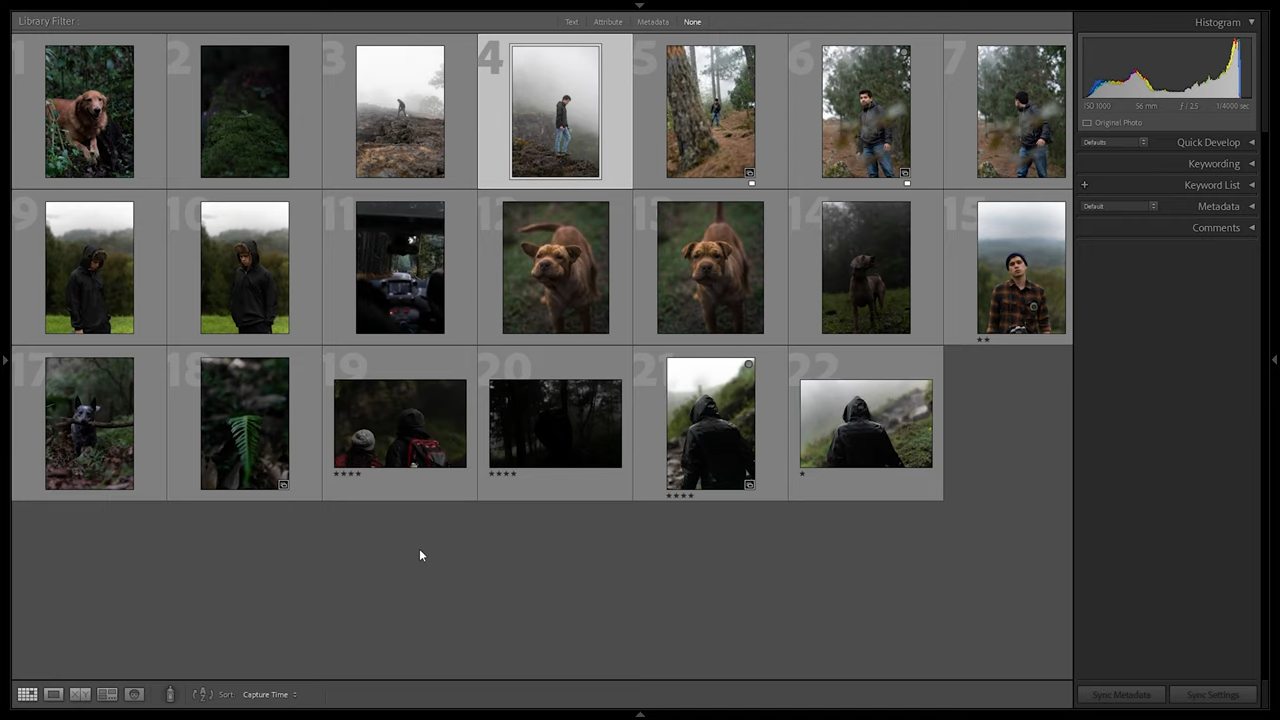 Library Filter :
Text
Attribute
Metadata
None
Histogram
1
2
3
4
5
6
7
ISO 1000
56 mm
ƒ / 2.5
1/4000 sec
Original Photo
Defaults
Quick Develop
Keywording
+
Keyword List
Default
Metadata
Comments
9
10
11
12
13
14
15
★★
17
18
19
20
21
22
★★★★
★★★★
★★★★
★
Sort:
Capture Time
Sync Metadata
Sync Settings